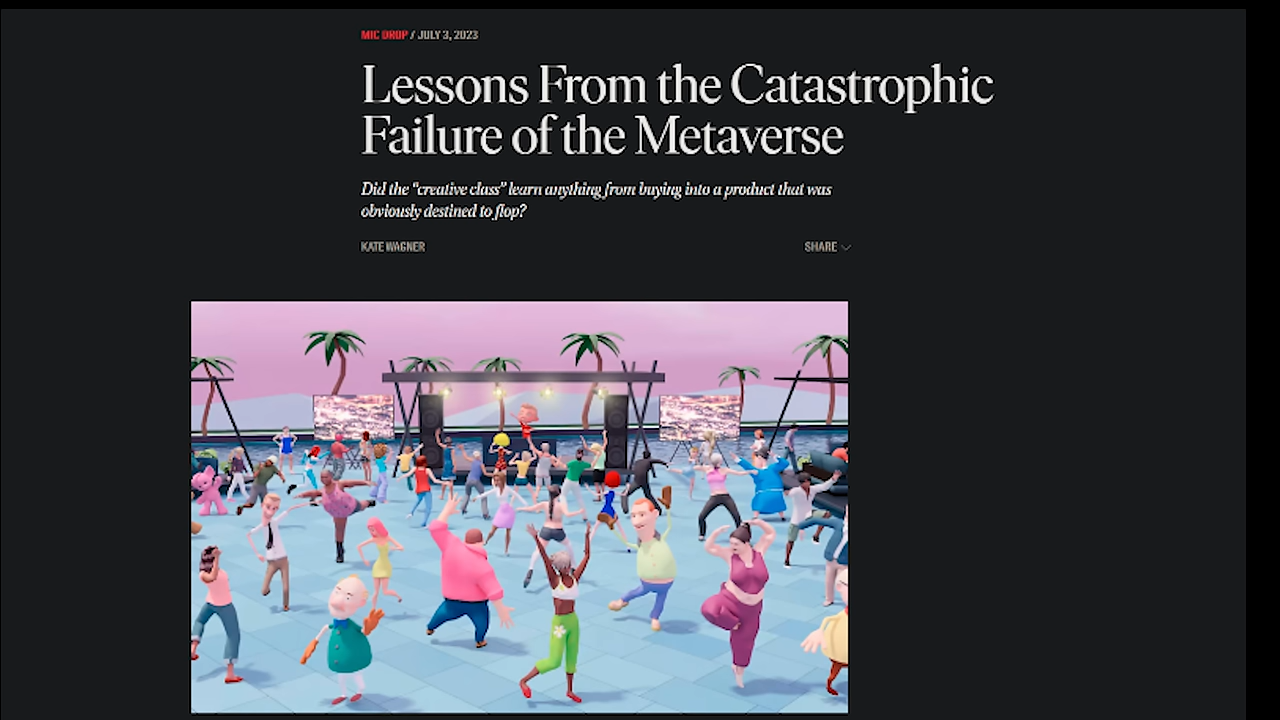 MIC DROP / JULY 3, 2023
Lessons From the Catastrophic
Failure of the Metaverse
Did the “creative class” learn anything from buying into a product that was
obviously destined to flop?
KATE WAGNER
SHARE